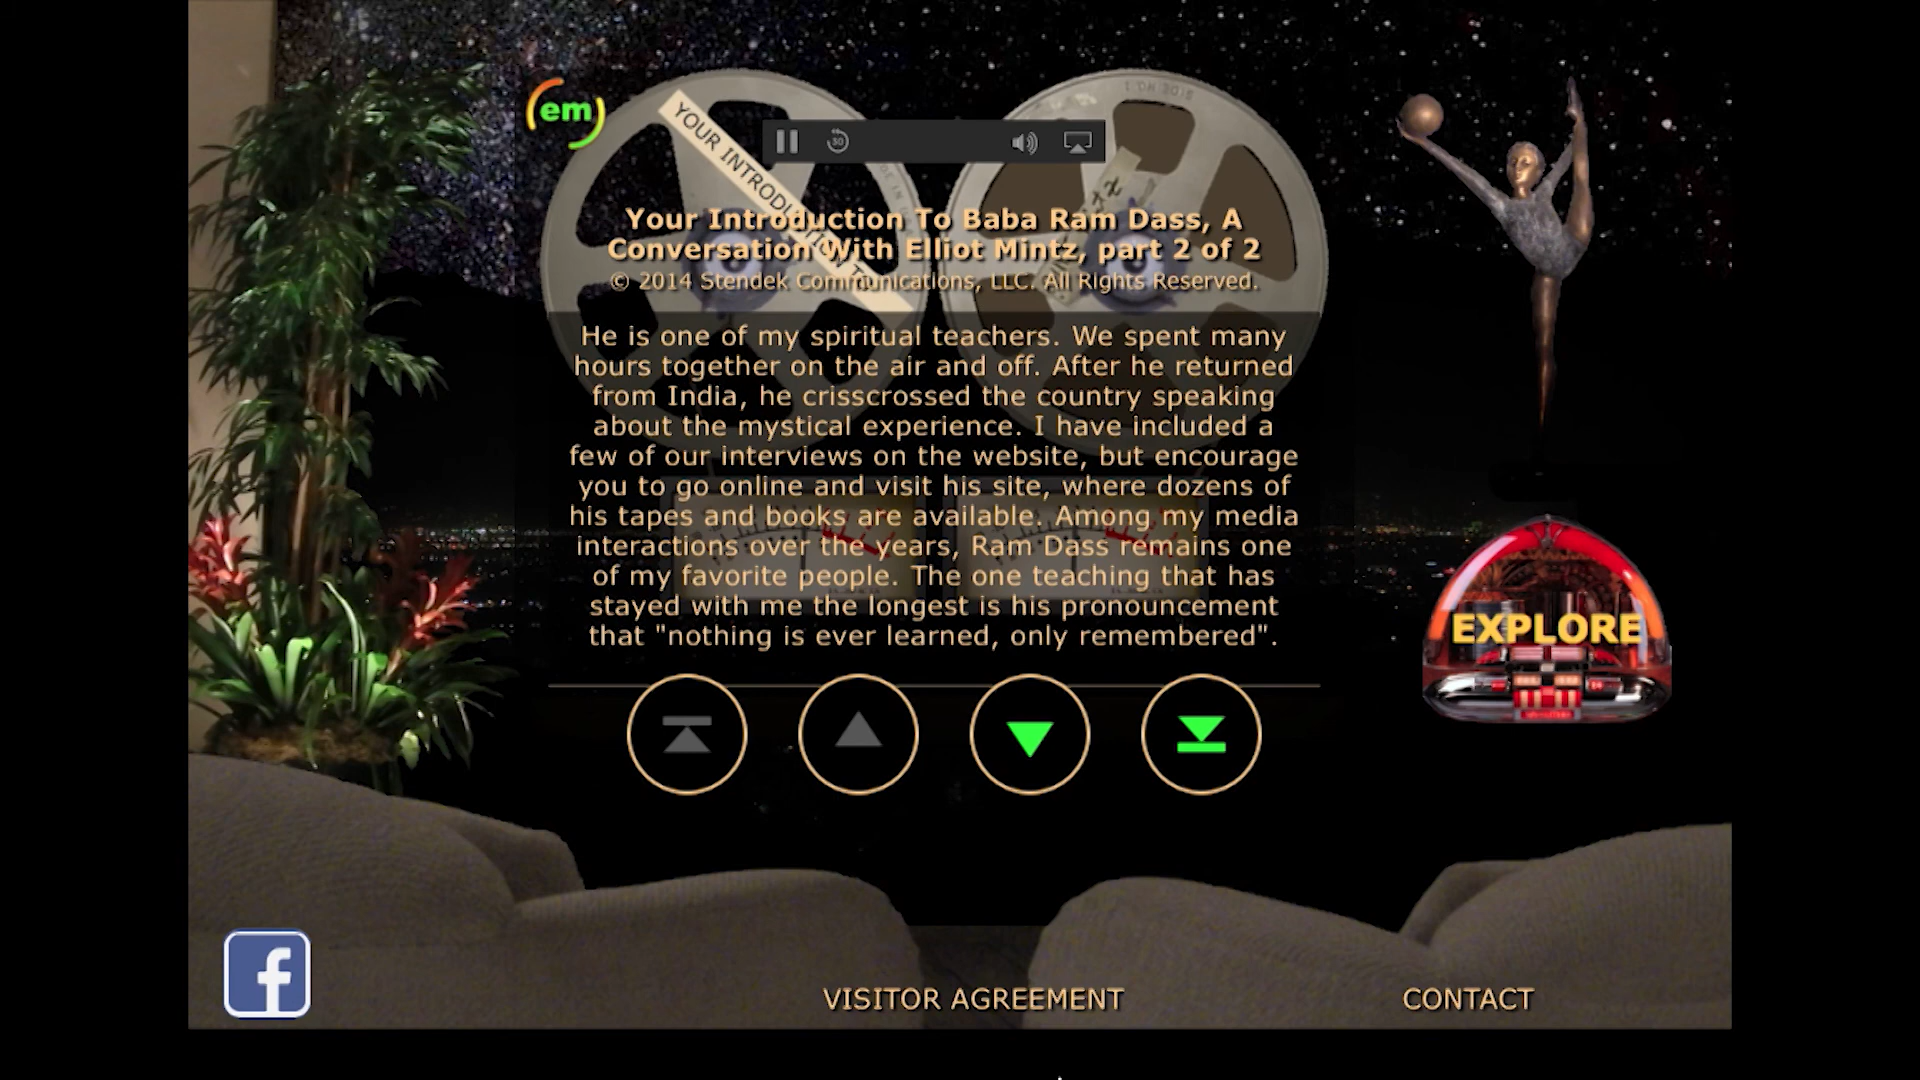 em
YOUR INTRODU
30
Your Introduction To Baba Ram Dass, A
Conversation With Elliot Mintz, part 2 of 2
© 2014 Stendek Communications, LLC. All Rights Reserved.
He is one of my spiritual teachers. We spent many
hours together on the air and off. After he returned
from India, he crisscrossed the country speaking
about the mystical experience. I have included a
few of our interviews on the website, but encourage
you to go online and visit his site, where dozens of
his tapes and books are available. Among my media
interactions over the years, Ram Dass remains one
of my favorite people. The one teaching that has
stayed with me the longest is his pronouncement
that "nothing is ever learned, only remembered".
EXPLORE
f
VISITOR AGREEMENT
CONTACT